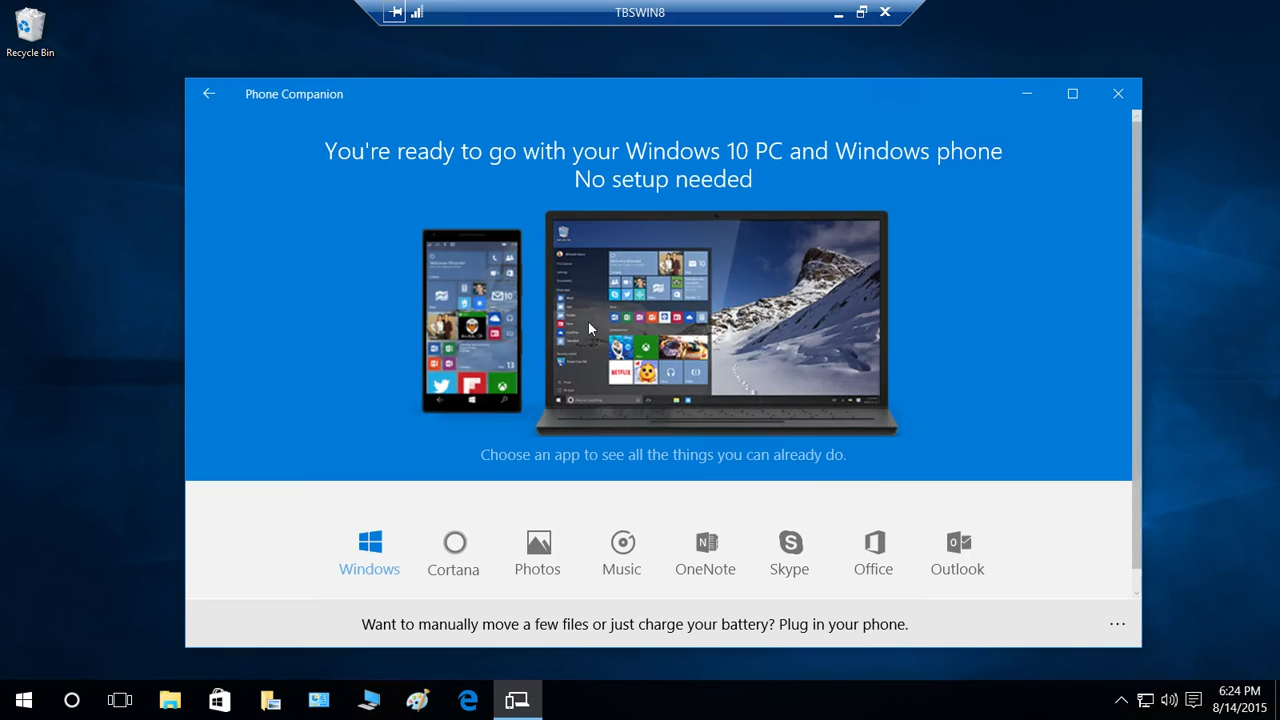 TBSWIN8
Recycle Bin
Phone Companion
You're ready to go with your Windows 10 PC and Windows phone
No setup needed
Choose an app to see all the things you can already do.
Windows
Cortana
Photos
Music
OneNote
Skype
Office
Outlook
Want to manually move a few files or just charge your battery? Plug in your phone.
6:24 PM
8/14/2015